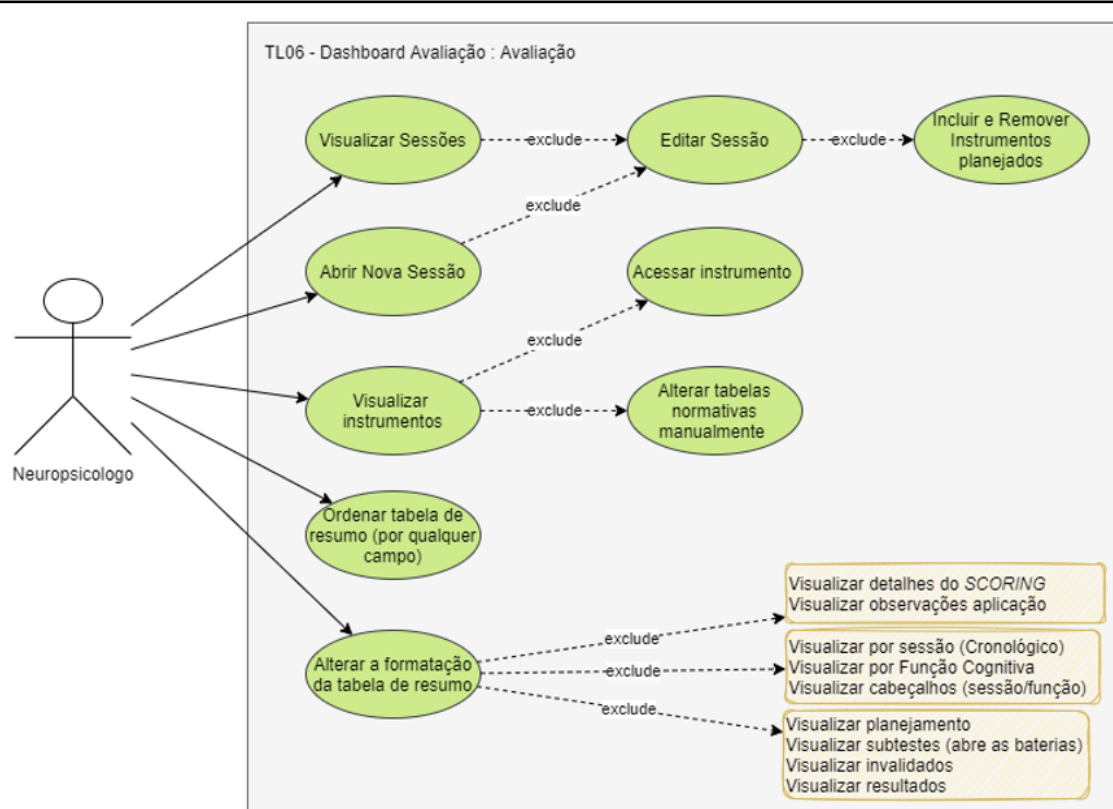 TL06 - Dashboard Avaliação : Avaliação
Visualizar Sessões
exclude
Editar Sessão
exclude
Incluir e Remover
Instrumentos
planejados
exclude
Abrir Nova Sessão
Acessar instrumento
exclude
Visualizar
instrumentos
exclude
Alterar tabelas
normativas
manualmente
Neuropsicologo
Ordenar tabela de
resumo (por qualquer
campo)
Alterar a formatação
da tabela de resumo
exclude
Visualizar detalhes do SCORING
Visualizar observações aplicação
exclude
Visualizar por sessão (Cronológico)
Visualizar por Função Cognitiva
Visualizar cabeçalhos (sessão/função)
exclude
Visualizar planejamento
Visualizar subtestes (abre as baterias)
Visualizar invalidados
Visualizar resultados